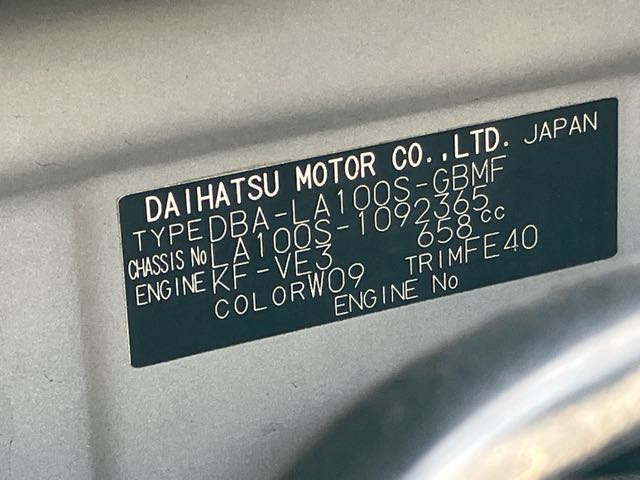 DAIHATSU MOTOR CO.,LTD. JAPAN
TYPE DBA-LA100S-GBMF
CHASSIS No LA100S-1092365
ENGINE KF-VE3 658cc
COLOR W09 TRIM FE40
ENGINE No